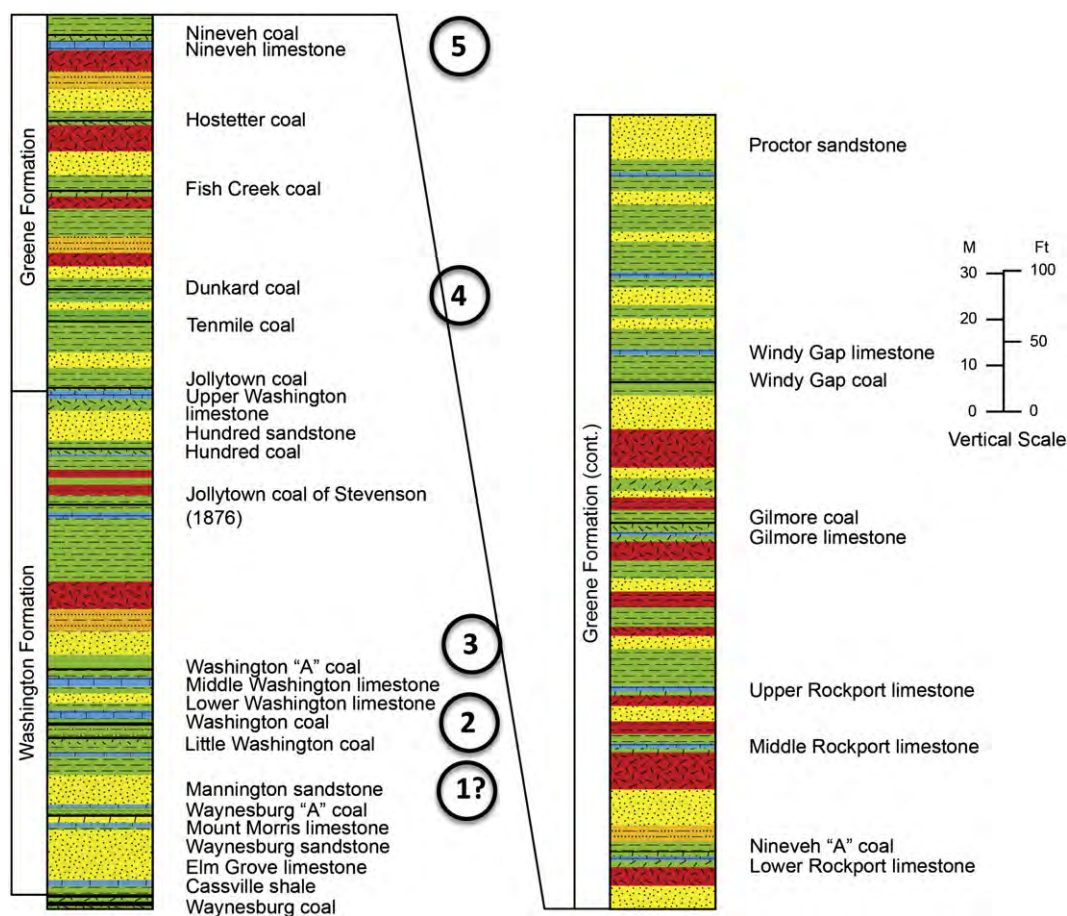 Nineveh coal
Nineveh limestone
Hostetter coal
Fish Creek coal
Dunkard coal
Tenmile coal
Jollytown coal
Upper Washington
limestone
Hundred sandstone
Hundred coal
Jollytown coal of Stevenson
(1876)
Washington “A” coal
Middle Washington limestone
Lower Washington limestone
Washington coal
Little Washington coal
Mannington sandstone
Waynesburg “A” coal
Mount Morris limestone
Waynesburg sandstone
Elm Grove limestone
Cassville shale
Waynesburg coal
Greene Formation
Washington Formation
5
4
3
2
1?
Greene Formation (cont.)
Proctor sandstone
Windy Gap limestone
Windy Gap coal
Gilmore coal
Gilmore limestone
Upper Rockport limestone
Middle Rockport limestone
Nineveh “A” coal
Lower Rockport limestone
M Ft
30 100
20
50
10
0 0
Vertical Scale